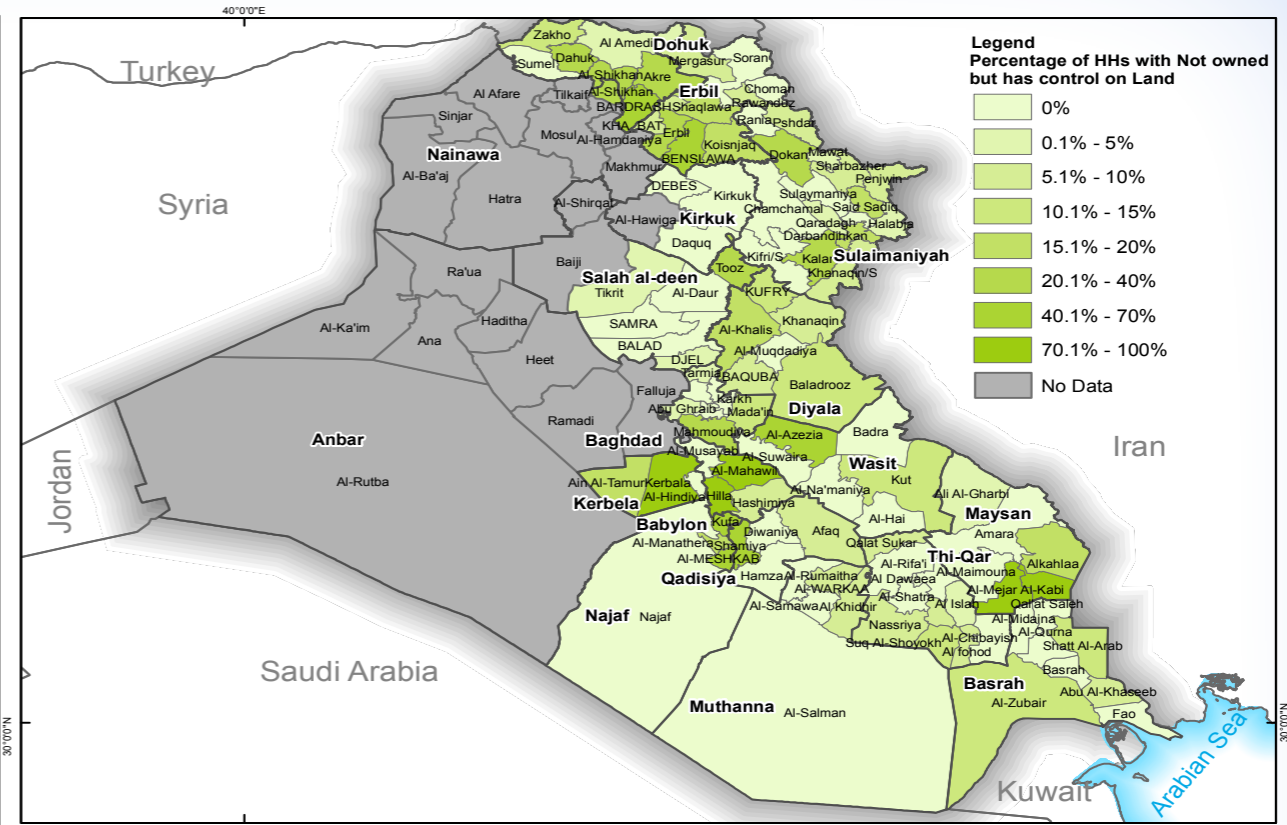 40°0'0"E
Legend
Percentage of HHs with Not owned
but has control on Land
0%
0.1% - 5%
5.1% - 10%
10.1% - 15%
15.1% - 20%
20.1% - 40%
40.1% - 70%
70.1% - 100%
No Data
Turkey
Syria
Jordan
Saudi Arabia
Kuwait
Iran
Arabian Sea
30°0'0"N
30°0'0"N
Dohuk
Zakho
Al Amedi
Sumel
Dahuk
Mergasur
Soran
Al-Shikhan
Akre
Al-Shikhan
Erbil
Choman
BARDRASH
Shaqlawa
Rawanduz
Rania
Pshdar
Al Afare
Tilkaif
Sinjar
Mosul
KHA_BAT
Al-Hamdaniya
Erbil
Koisnjaq
BENSLAWA
Dokan
Mawat
Sharbazher
Penjwin
Nainawa
Al-Ba'aj
Hatra
Makhmur
Al-Shirqat
Al-Hawiga
DEBES
Kirkuk
Kirkuk
Daquq
Sulaymaniya
Chamchamal
Said Sadiq
Qaradagh
Halabja
Darbandihkan
Sulaimaniyah
Kifri/S
Kalar
Khanaqin/S
Baiji
Salah al-deen
Tikrit
Al-Daur
Tooz
KUFRY
Khanaqin
SAMRA
BALAD
Al-Khalis
Al-Muqdadiya
DJEL
Tarmia
BAQUBA
Baladrooz
Diyala
Ra'ua
Al-Ka'im
Ana
Haditha
Heet
Falluja
Ramadi
Anbar
Al-Rutba
Baghdad
Abu Ghraib
Karkh
Mada'in
Mahmoudiya
Al-Azezia
Badra
Al-Musayab
Al-Suwaira
Wasit
Kut
Ain Al-Tamur
Kerbala
Al-Mahawil
Al-Na'maniya
Al-Hindiya
Hilla
Hashimiya
Al-Hai
Kerbela
Babylon
Kufa
Diwaniya
Afaq
Al-Manathera
Shamiya
Al-MESHKAB
Qadisiya
Hamza
Al-Rumaitha
Al-WARKAA
Al-Samawa
Al Khidhir
Ali Al-Gharbi
Maysan
Amara
Qalat Sukar
Thi-Qar
Al-Rifa'i
Al-Maimouna
Alkahlaa
Al Dawaea
Al-Mejar Al-Kabi
Al-Shatra
Al Islah
Qal'at Saleh
Nassriya
Al-Midaina
Al-Qurna
Suq Al-Shoyokh
Al-Chibayish
Al fohod
Shatt Al-Arab
Basrah
Basrah
Abu Al-Khaseeb
Al-Zubair
Fao
Najaf
Najaf
Muthanna
Al-Salman